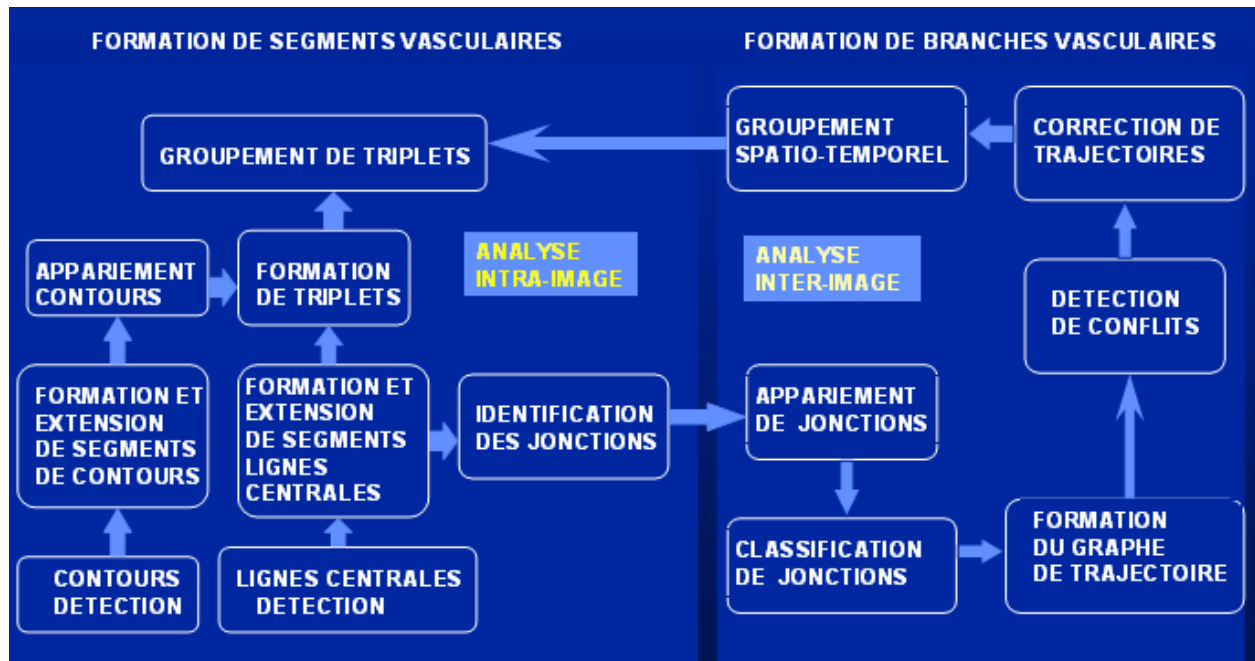 FORMATION DE SEGMENTS VASCULAIRES
FORMATION DE BRANCHES VASCULAIRES
GROUPEMENT DE TRIPLETS
GROUPEMENT
SPATIO-TEMPOREL
CORRECTION DE
TRAJECTOIRES
APPARIEMENT
CONTOURS
FORMATION
DE TRIPLETS
ANALYSE
INTRA-IMAGE
ANALYSE
INTER-IMAGE
DETECTION
DE CONFLITS
FORMATION ET
EXTENSION
DE SEGMENTS
DE CONTOURS
FORMATION ET
EXTENSION
DE SEGMENTS
LIGNES
CENTRALES
IDENTIFICATION
DES JONCTIONS
APPARIEMENT
DE JONCTIONS
CONTOURS
DETECTION
LIGNES CENTRALES
DETECTION
CLASSIFICATION
DE JONCTIONS
FORMATION
DU GRAPHE
DE TRAJECTOIRE